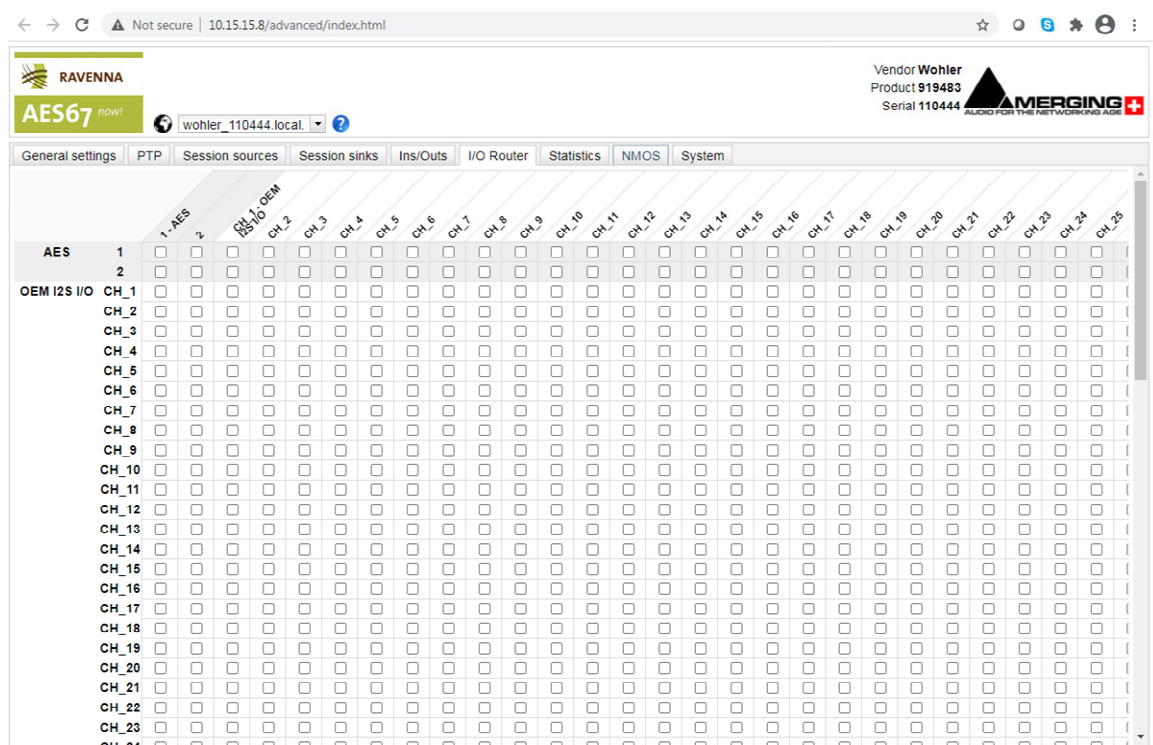 Not secure | 10.15.15.8/advanced/index.html
RAVENNA
AES67 now!
wohler_110444.local.
?
Vendor Wohler
Product 919483
Serial 110444
MERGING
AUDIO FOR THE NETWORKING AGE
General settings PTP Session sources Session sinks Ins/Outs I/O Router Statistics NMOS System
1 - AES 2 CH_1 - OEM I2S I/O CH_2 CH_3 CH_4 CH_5 CH_6 CH_7 CH_8 CH_9 CH_10 CH_11 CH_12 CH_13 CH_14 CH_15 CH_16 CH_17 CH_18 CH_19 CH_20 CH_21 CH_22 CH_23 CH_24 CH_25
AES 1
2
OEM I2S I/O CH_1
CH_2
CH_3
CH_4
CH_5
CH_6
CH_7
CH_8
CH_9
CH_10
CH_11
CH_12
CH_13
CH_14
CH_15
CH_16
CH_17
CH_18
CH_19
CH_20
CH_21
CH_22
CH_23